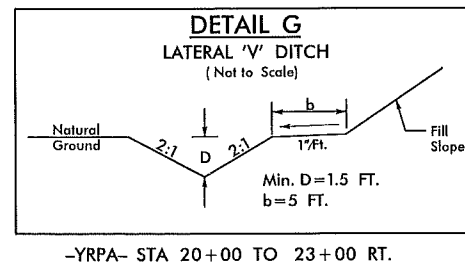 DETAIL G
LATERAL 'V' DITCH
( Not to Scale)
b
Natural
Ground
2:1
D
2:1
1"/Ft.
Fill
Slope
Min. D=1.5 FT.
b=5 FT.
-YRPA- STA 20+00 TO 23+00 RT.